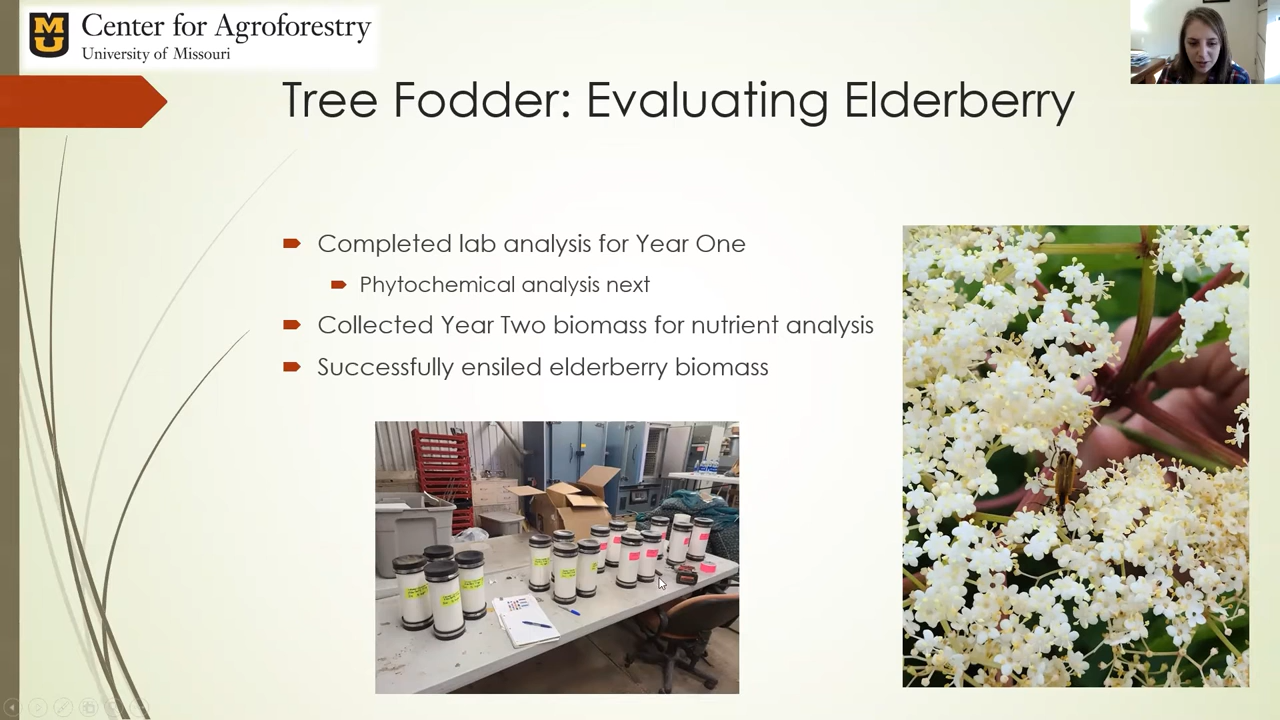 Center for Agroforestry
University of Missouri
Tree Fodder: Evaluating Elderberry
Completed lab analysis for Year One
Phytochemical analysis next
Collected Year Two biomass for nutrient analysis
Successfully ensiled elderberry biomass